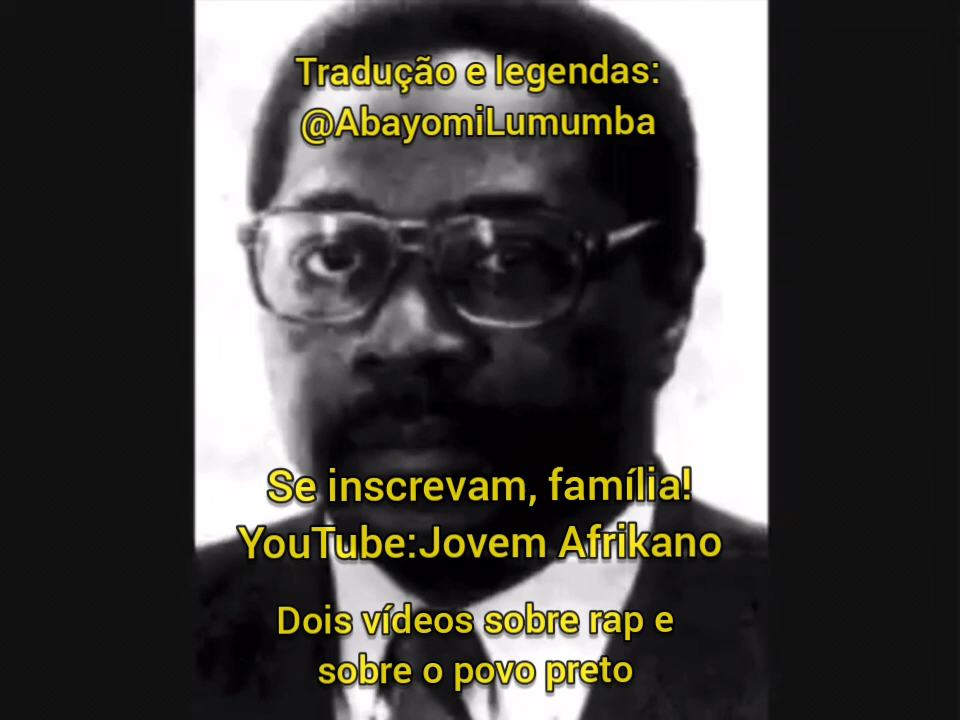 Tradução e legendas:
@AbayomiLumumba
Se inscrevam, família!
YouTube:Jovem Afrikano
Dois vídeos sobre rap e
sobre o povo preto